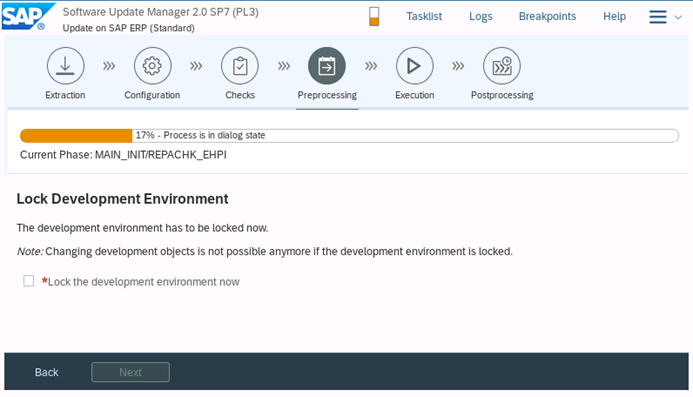 SAP®
Software Update Manager 2.0 SP7 (PL3)
Update on SAP ERP (Standard)
Tasklist
Logs
Breakpoints
Help
Extraction
Configuration
Checks
Preprocessing
Execution
Postprocessing
17% - Process is in dialog state
Current Phase: MAIN_INIT/REPACHK_EHPI
Lock Development Environment
The development environment has to be locked now.
Note: Changing development objects is not possible anymore if the development environment is locked.
*Lock the development environment now
Back
Next